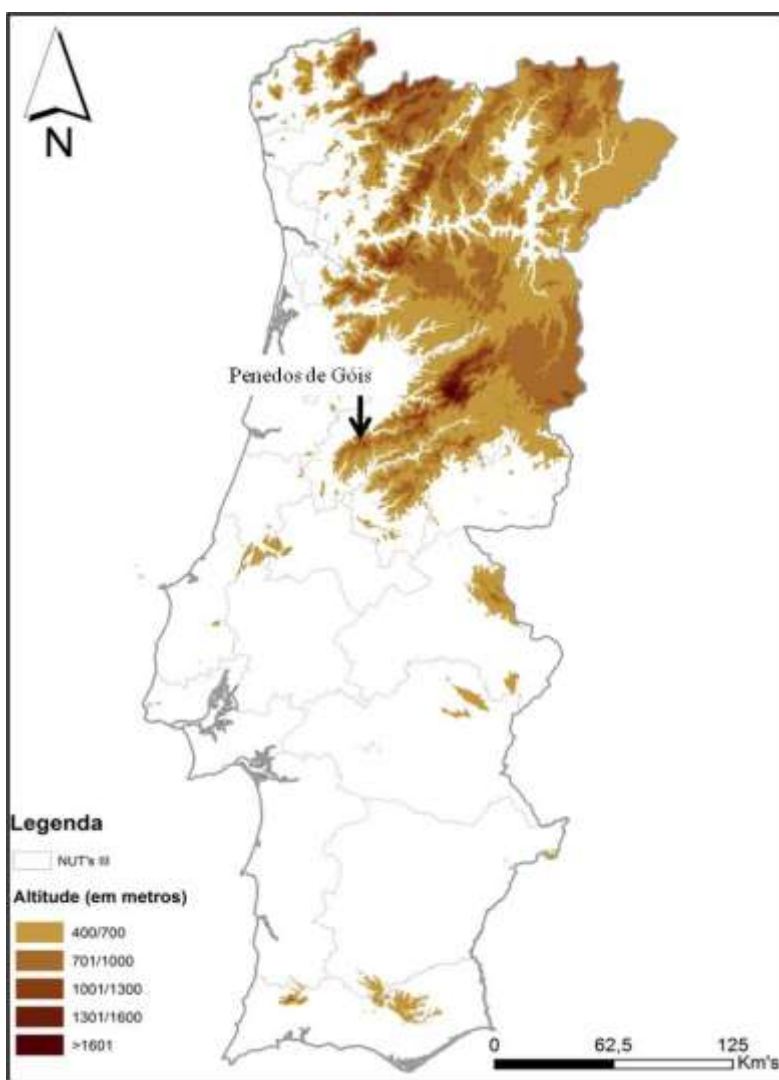 N
Penedos de Góis
Legenda
NUT's III
Altitude (em metros)
400/700
701/1000
1001/1300
1301/1600
>1601
0 62,5 125
Km's